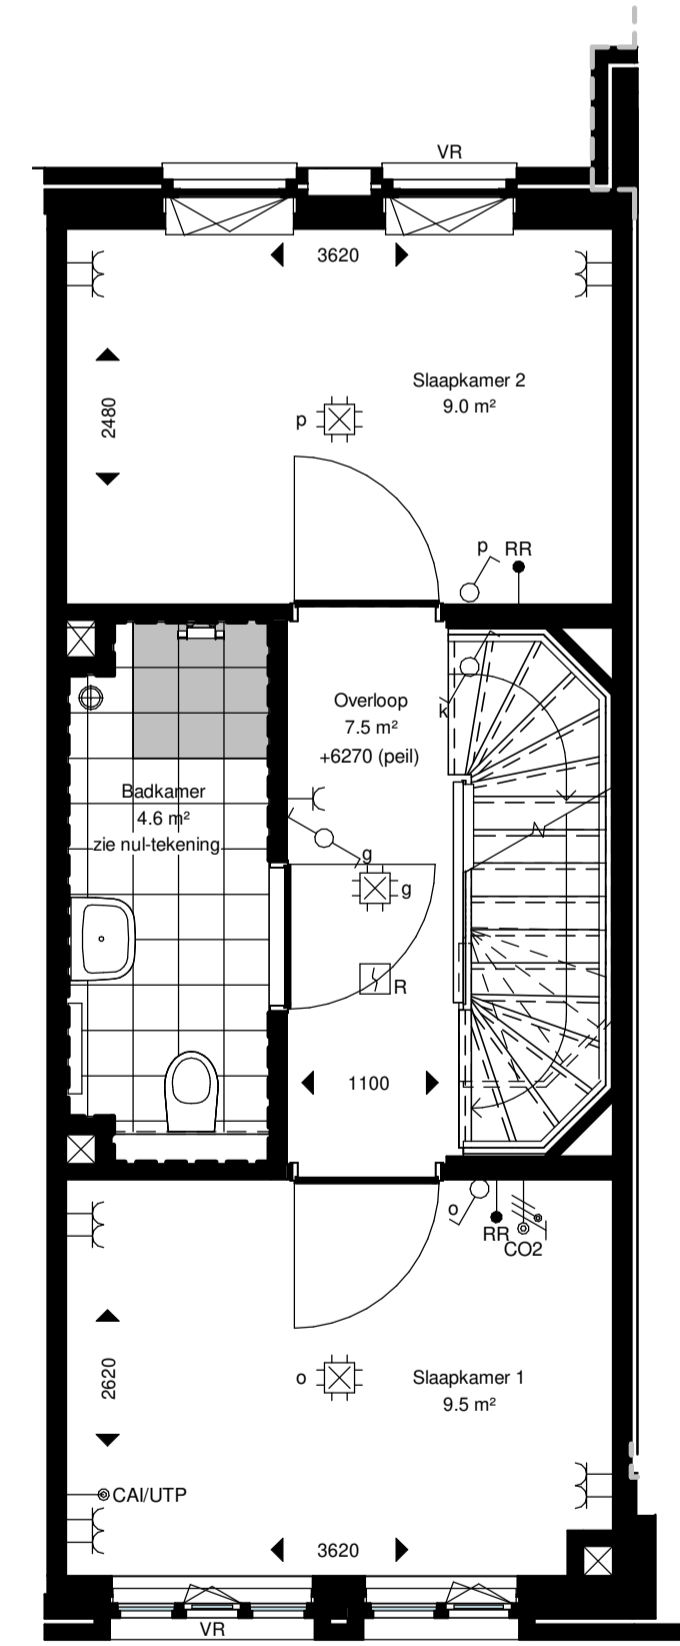 VR
3620
Slaapkamer 2
9.0 m²
2480
p
p
RR
Overloop
7.5 m²
+6270 (peil)
k
Badkamer
4.6 m²
zie nul-tekening
g
g
R
1100
o
RR
CO2
2620
o
Slaapkamer 1
9.5 m²
CAI/UTP
3620
VR